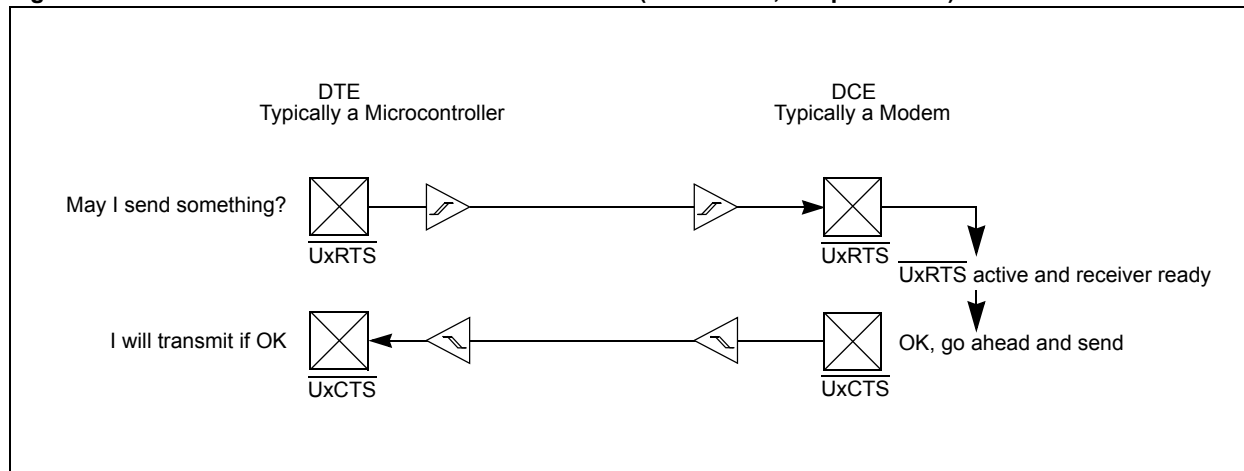 DTE
Typically a Microcontroller
DCE
Typically a Modem
May I send something?
UxRTS
UxRTS
UxRTS active and receiver ready
I will transmit if OK
OK, go ahead and send
UxCTS
UxCTS